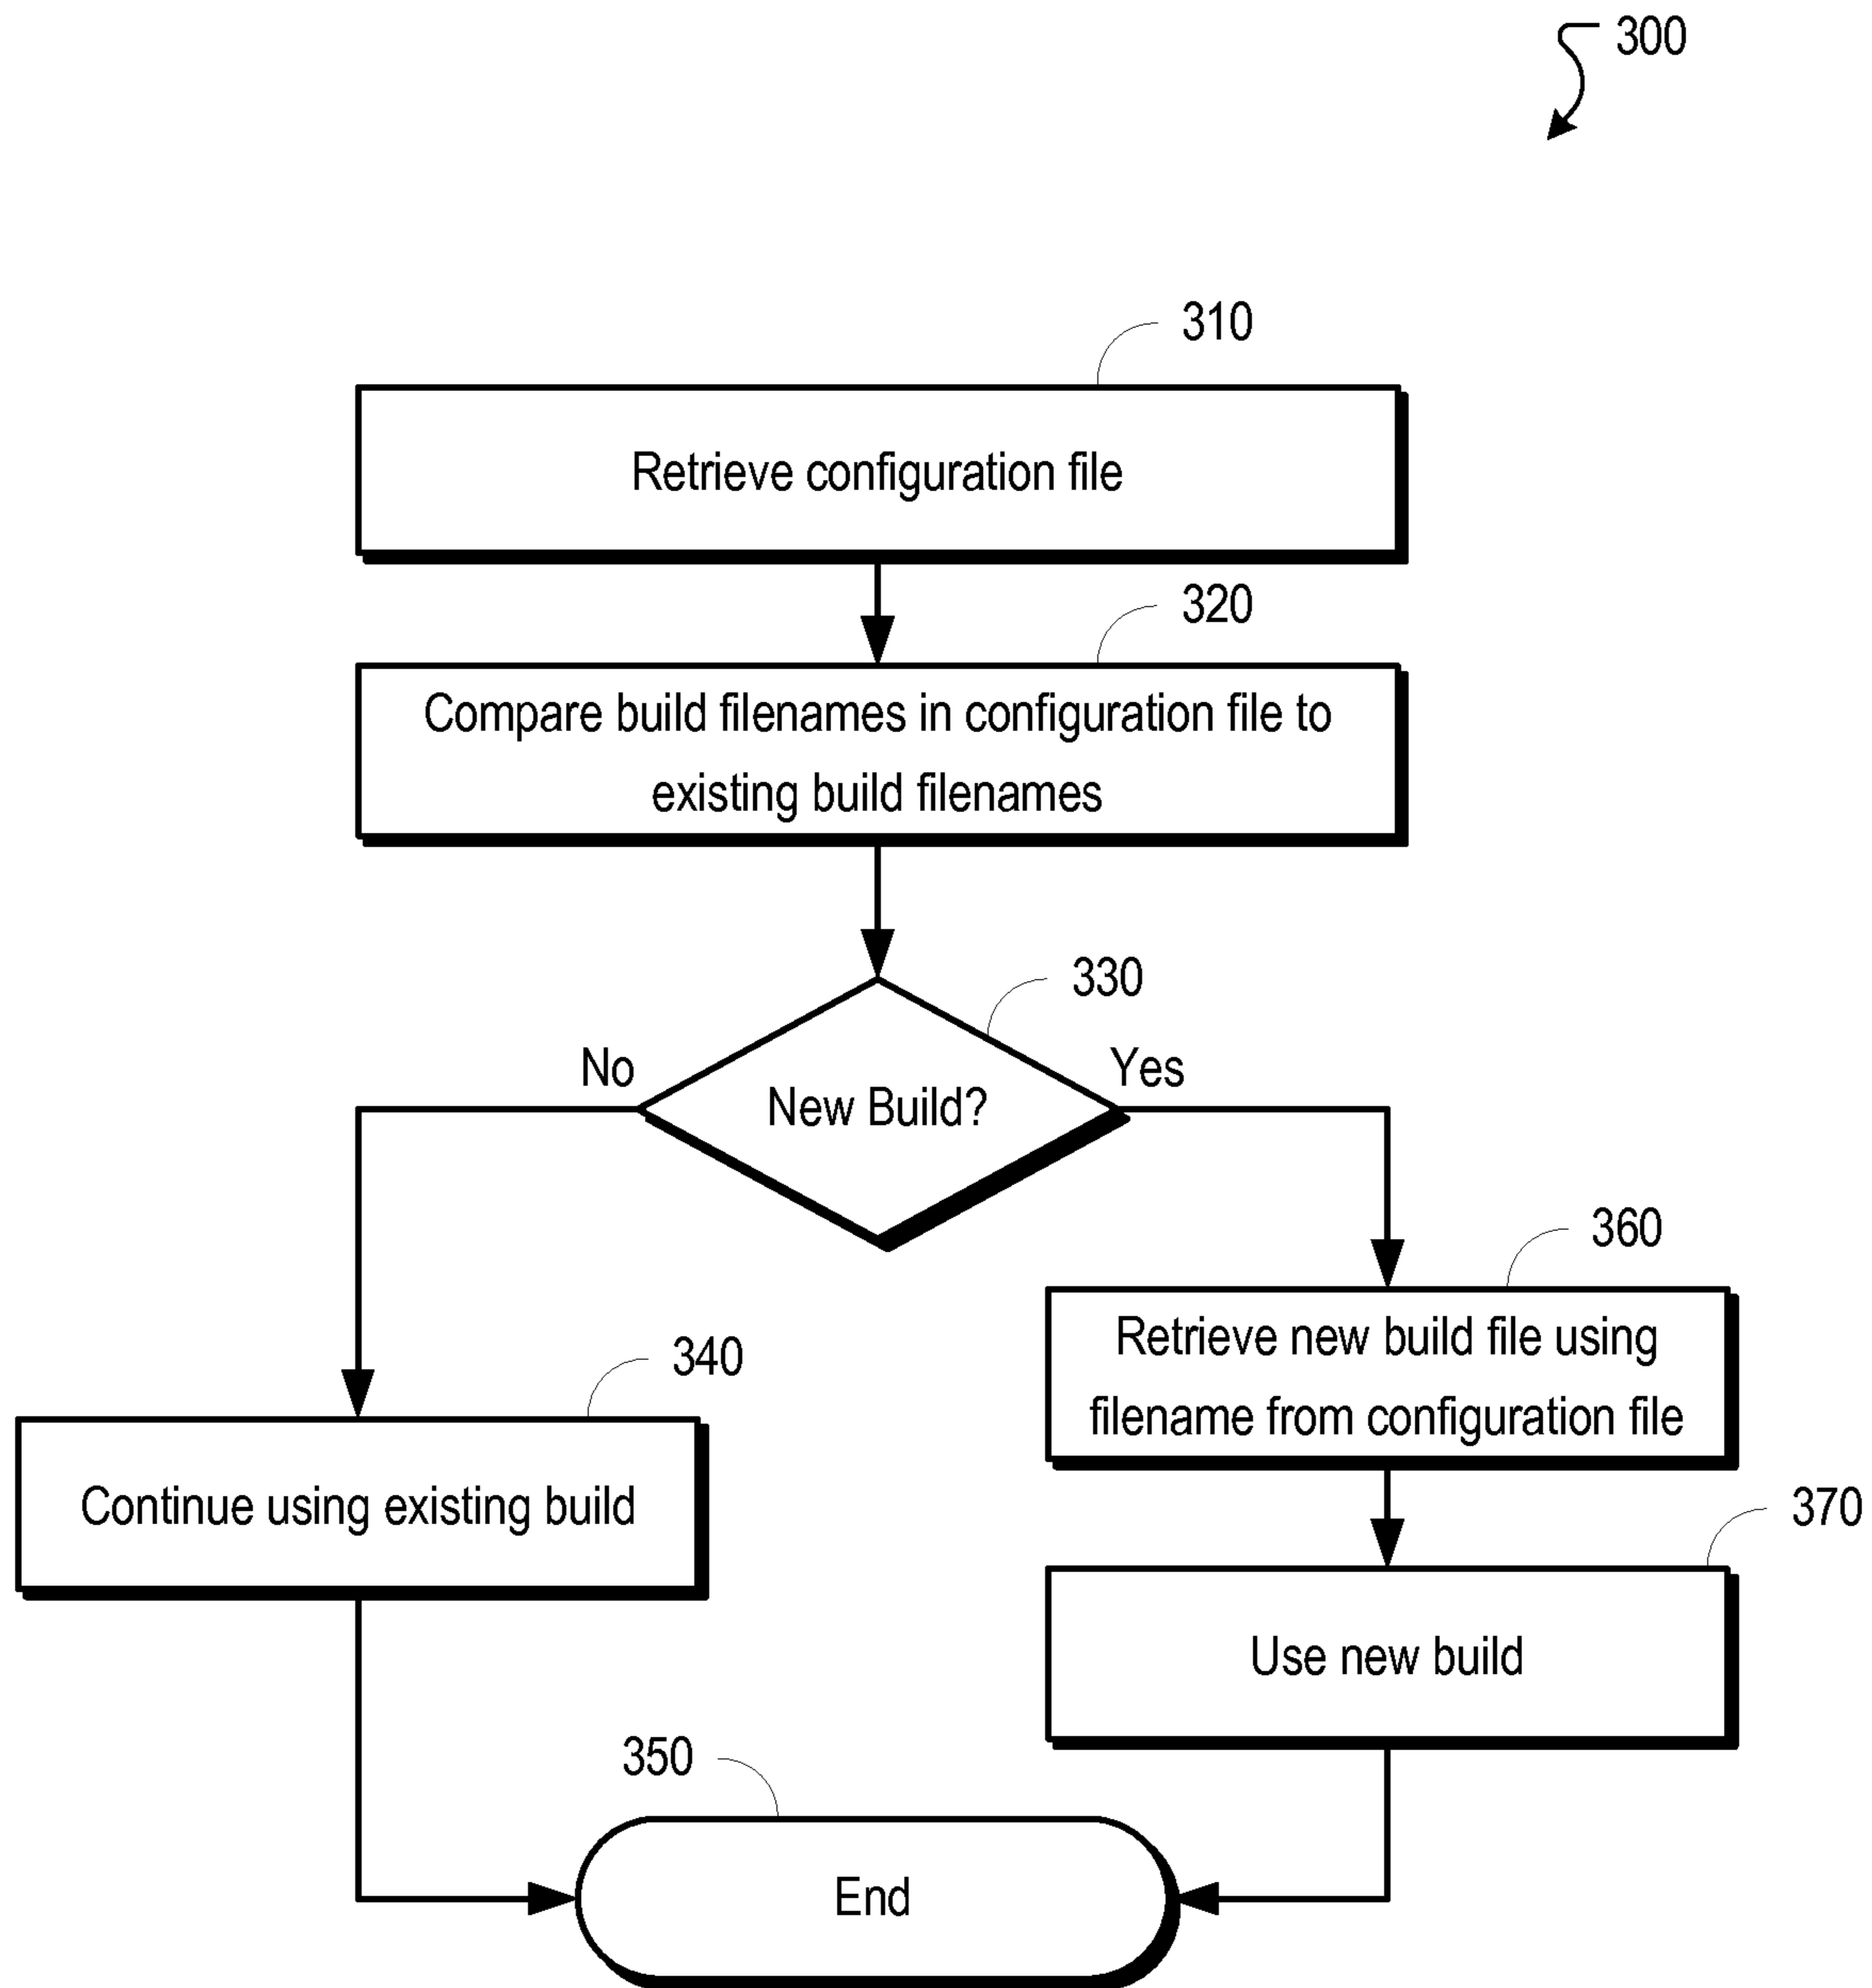 300
310
Retrieve configuration file
320
Compare build filenames in configuration file to
existing build filenames
330
No
Yes
New Build?
360
Retrieve new build file using
filename from configuration file
340
Continue using existing build
370
Use new build
350
End